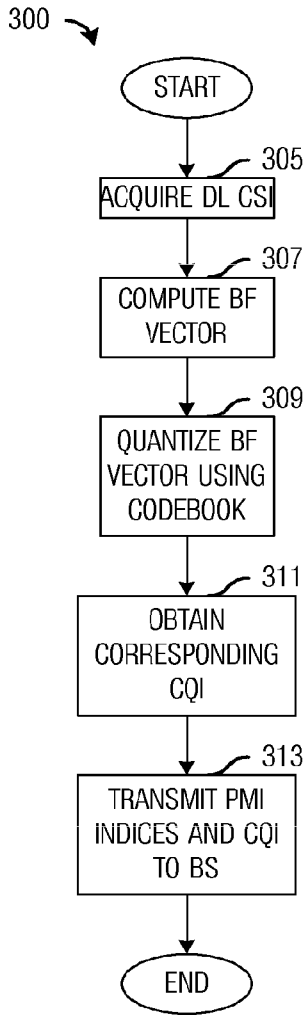 300
START
305
ACQUIRE DL CSI
307
COMPUTE BF
VECTOR
309
QUANTIZE BF
VECTOR USING
CODEBOOK
311
OBTAIN
CORRESPONDING
CQI
313
TRANSMIT PMI
INDICES AND CQI
TO BS
END